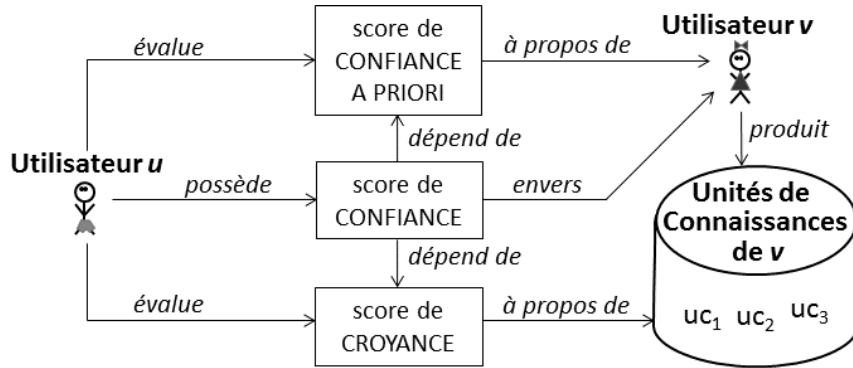 score de
CONFIANCE
A PRIORI
évalue
à propos de
Utilisateur v
dépend de
produit
Utilisateur u
possède
score de
CONFIANCE
envers
Unités de
Connaissances
de v
dépend de
évalue
score de
CROYANCE
à propos de
uc₁ uc₂ uc₃